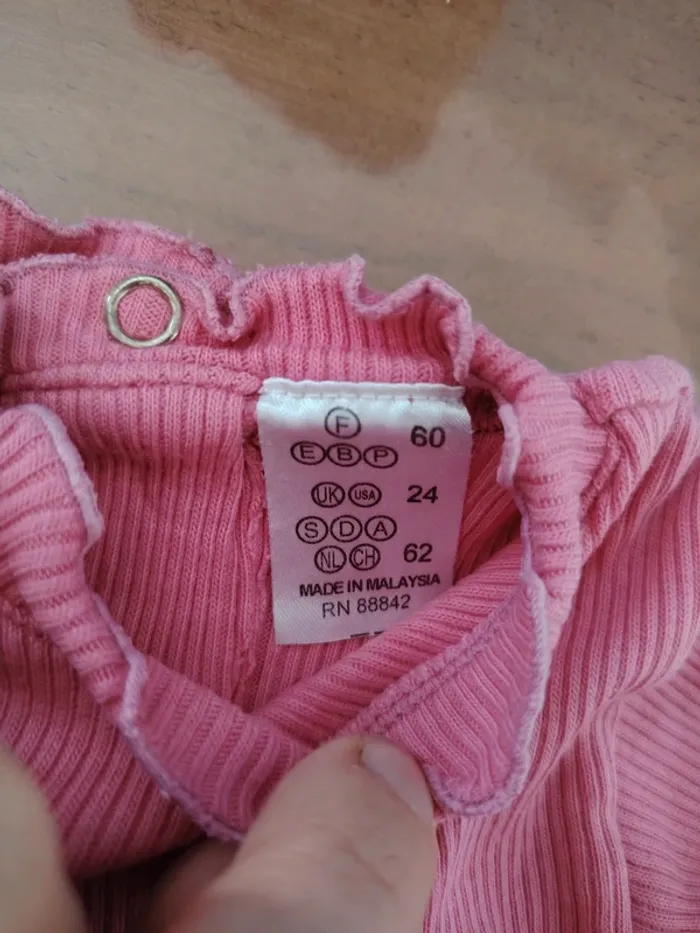 F 60
E B P
UK USA 24
S D A
NL CH 62
MADE IN MALAYSIA
RN 88842